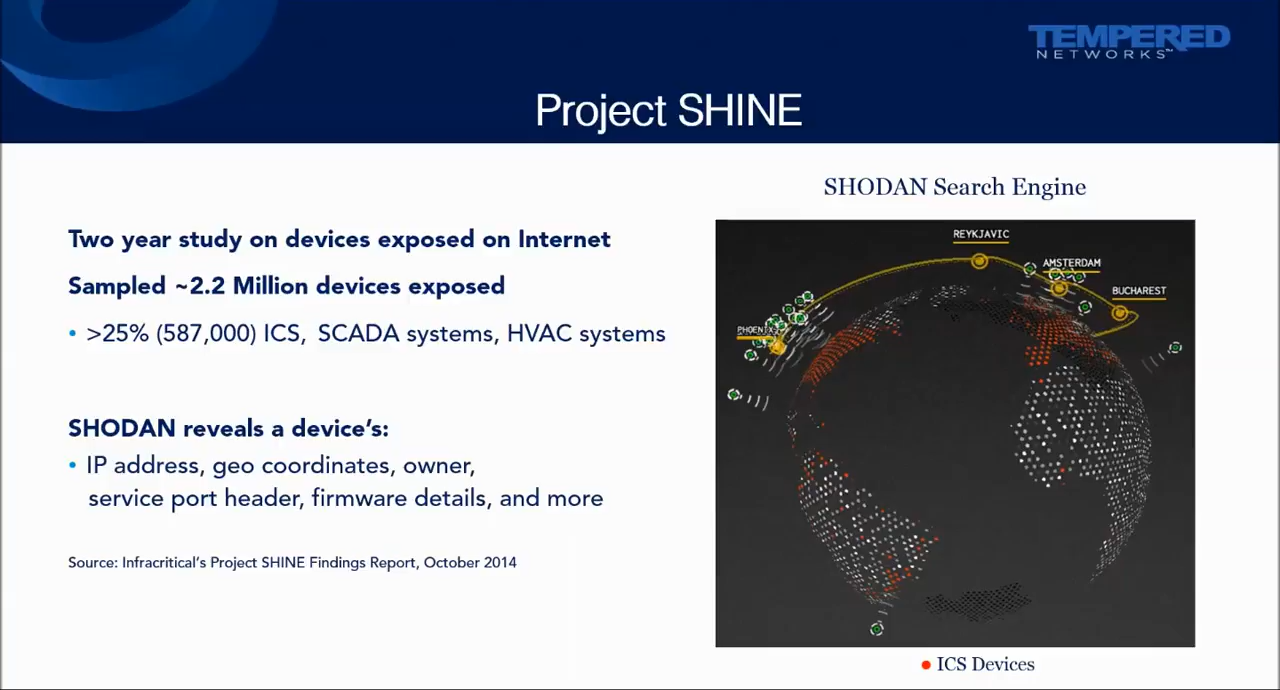 TEMPERED
NETWORKS™
Project SHINE
Two year study on devices exposed on Internet
Sampled ~2.2 Million devices exposed
• >25% (587,000) ICS, SCADA systems, HVAC systems
SHODAN reveals a device's:
• IP address, geo coordinates, owner,
service port header, firmware details, and more
Source: Infracritical's Project SHINE Findings Report, October 2014
SHODAN Search Engine
REYKJAVIC
AMSTERDAM
BUCHAREST
PHOENIX
• ICS Devices